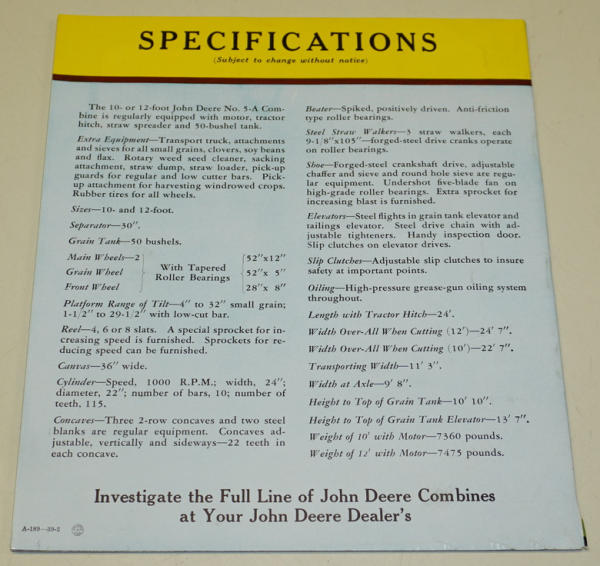 SPECIFICATIONS
(Subject to change without notice)
The 10- or 12-foot John Deere No. 5-A Com-
bine is regularly equipped with motor, tractor
hitch, straw spreader and 50-bushel tank.
Extra Equipment—Transport truck, attachments
and sieves for all small grains, clovers, soy beans
and flax. Rotary weed seed cleaner, sacking
attachment, straw dump, straw loader, pick-up
guards for regular and low cutter bars. Pick-
up attachment for harvesting windrowed crops.
Rubber tires for all wheels.
Sizes—10- and 12-foot.
Separator—30".
Grain Tank—50 bushels.
Main Wheels—2 52"x12"
Grain Wheel With Tapered Roller Bearings 52"x 5"
Front Wheel 28"x 8"
Platform Range of Tilt—4" to 32" small grain;
1-1/2" to 29-1/2" with low-cut bar.
Reel—4, 6 or 8 slats. A special sprocket for in-
creasing speed is furnished. Sprockets for re-
ducing speed can be furnished.
Canvas—36" wide.
Cylinder—Speed, 1000 R.P.M.; width, 24";
diameter, 22"; number of bars, 10; number of
teeth, 115.
Concaves—Three 2-row concaves and two steel
blanks are regular equipment. Concaves ad-
justable, vertically and sideways—22 teeth in
each concave.
Beater—Spiked, positively driven. Anti-friction
type roller bearings.
Steel Straw Walkers—3 straw walkers, each
9-1/8"x105"—forged-steel drive cranks operate
on roller bearings.
Shoe—Forged-steel crankshaft drive, adjustable
chaffer and sieve and round hole sieve are regu-
lar equipment. Undershot five-blade fan on
high-grade roller bearings. Extra sprocket for
increasing blast is furnished.
Elevators—Steel flights in grain tank elevator and
tailings elevator. Steel drive chain with ad-
justable tighteners. Handy inspection door.
Slip clutches on elevator drives.
Slip Clutches—Adjustable slip clutches to insure
safety at important points.
Oiling—High-pressure grease-gun oiling system
throughout.
Length with Tractor Hitch—24'.
Width Over-All When Cutting (12')—24' 7".
Width Over-All When Cutting (10')—22' 7".
Transporting Width—11' 3".
Width at Axle—9' 8".
Height to Top of Grain Tank—10' 10".
Height to Top of Grain Tank Elevator—13' 7".
Weight of 10' with Motor—7360 pounds.
Weight of 12' with Motor—7475 pounds.
Investigate the Full Line of John Deere Combines
at Your John Deere Dealer's
A-189—39-2